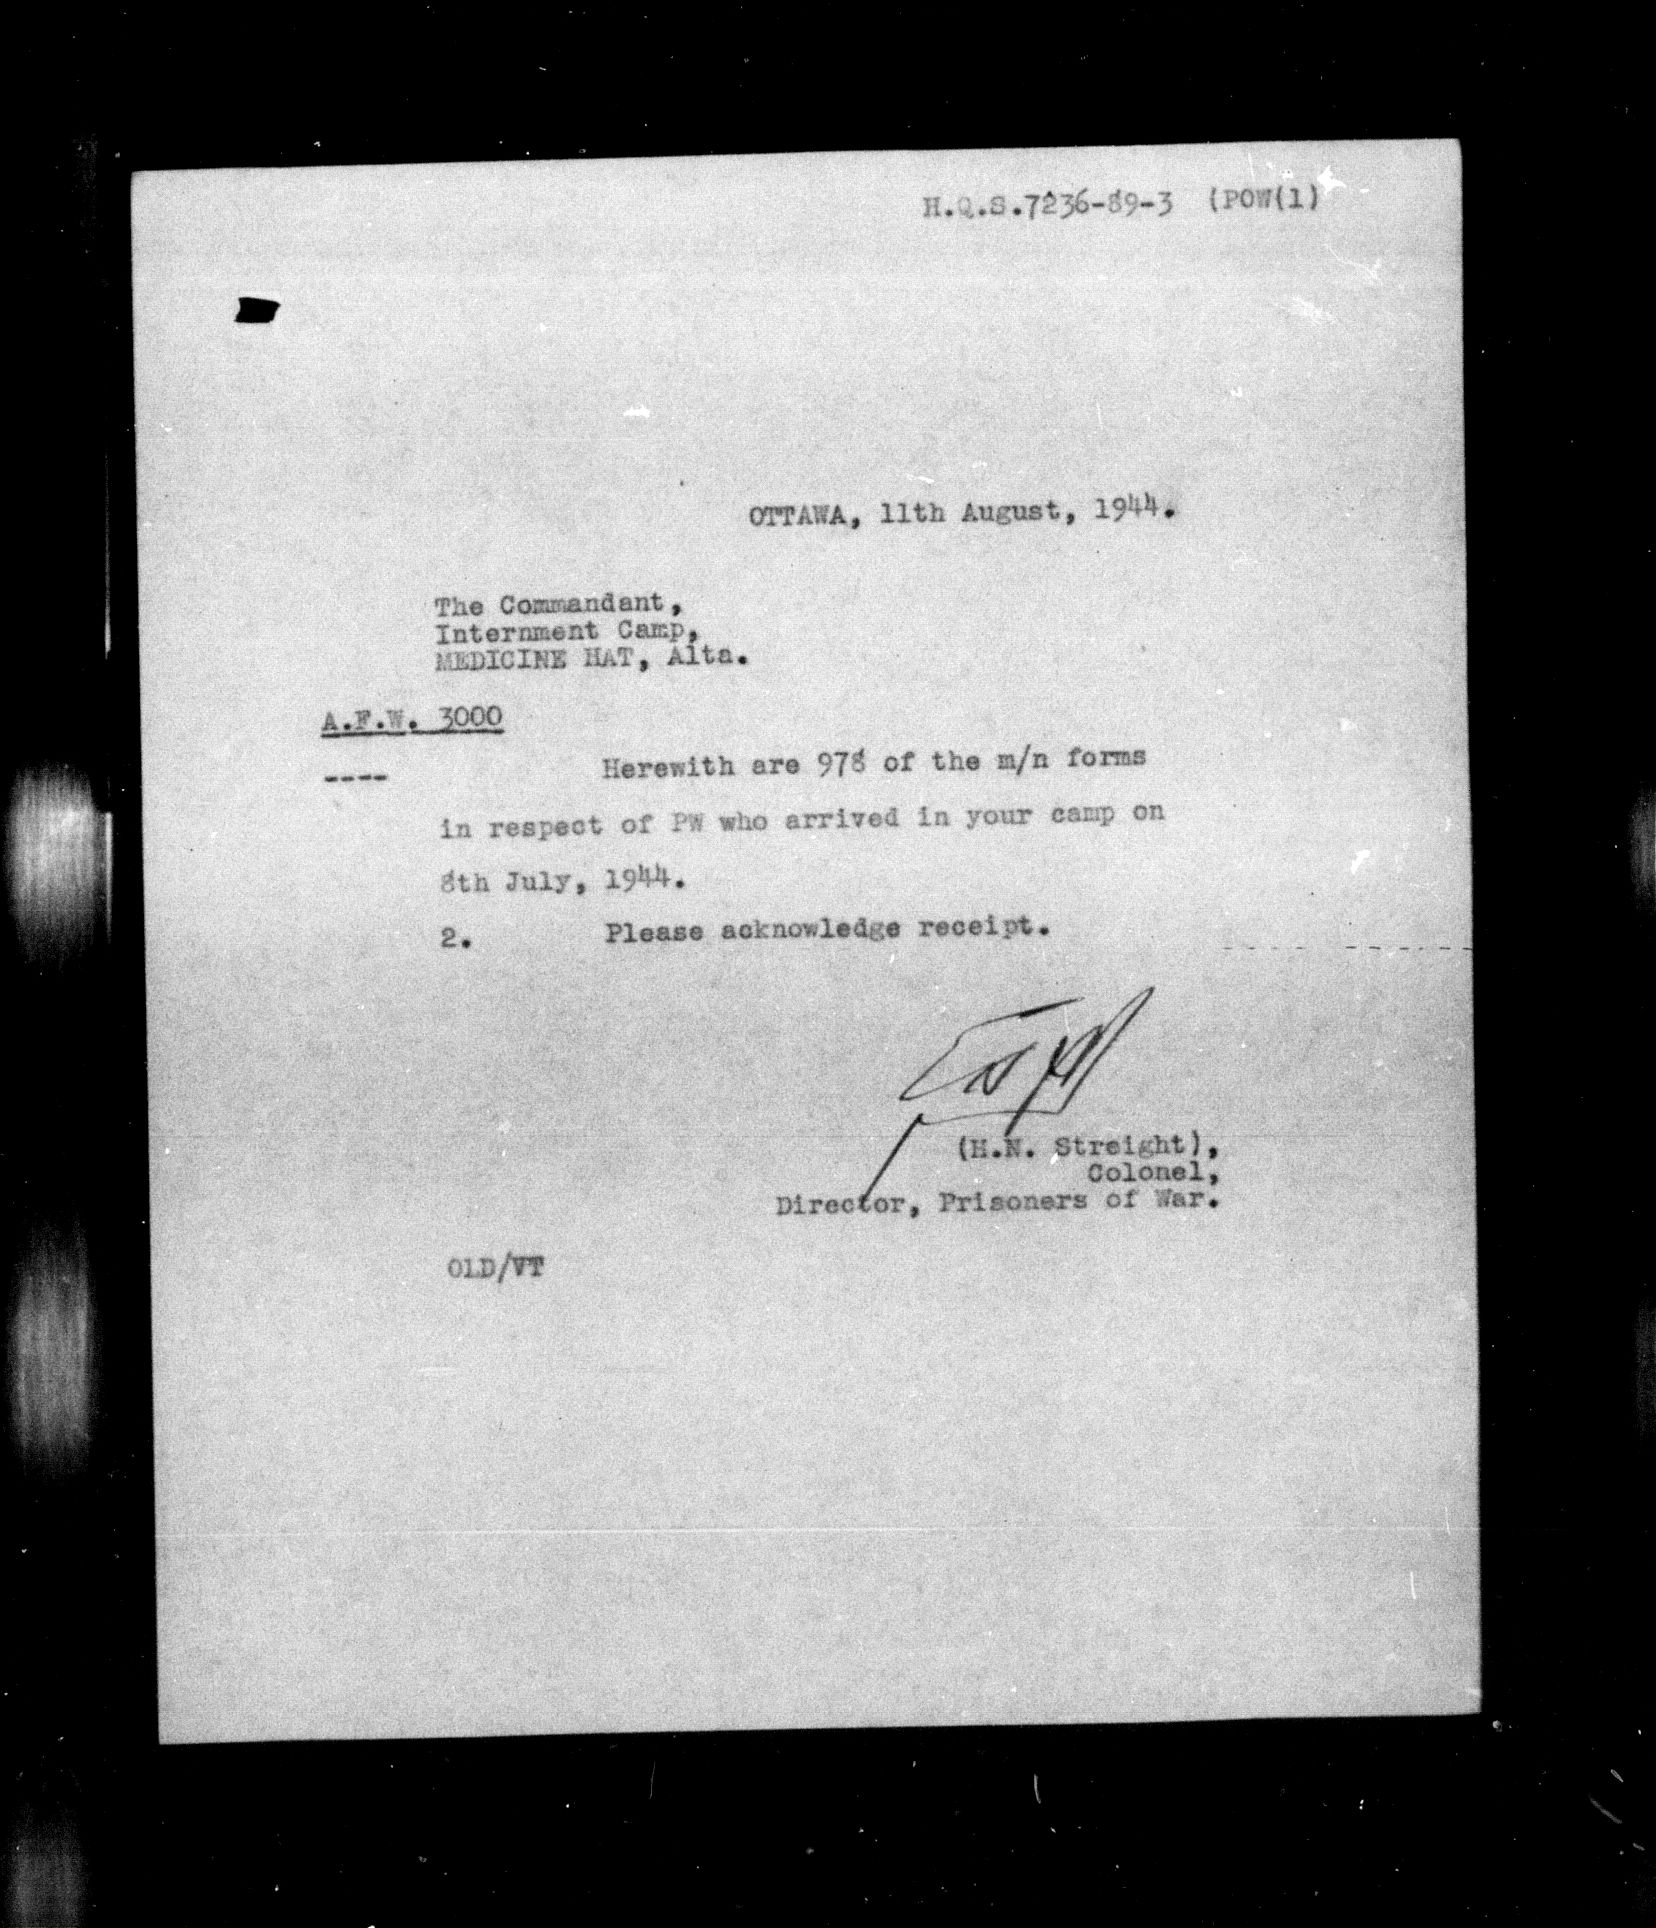 H.Q.S.7236-89-3 (POW(1)
OTTAWA, 11th August, 1944.
The Commandant,
Internment Camp,
MEDICINE HAT, Alta.
A.F.W. 3000
----
Herewith are 978 of the m/n forms
in respect of PW who arrived in your camp on
8th July, 1944.
2. Please acknowledge receipt.
(H.N. Streight),
Colonel,
Director, Prisoners of War.
OLD/VT